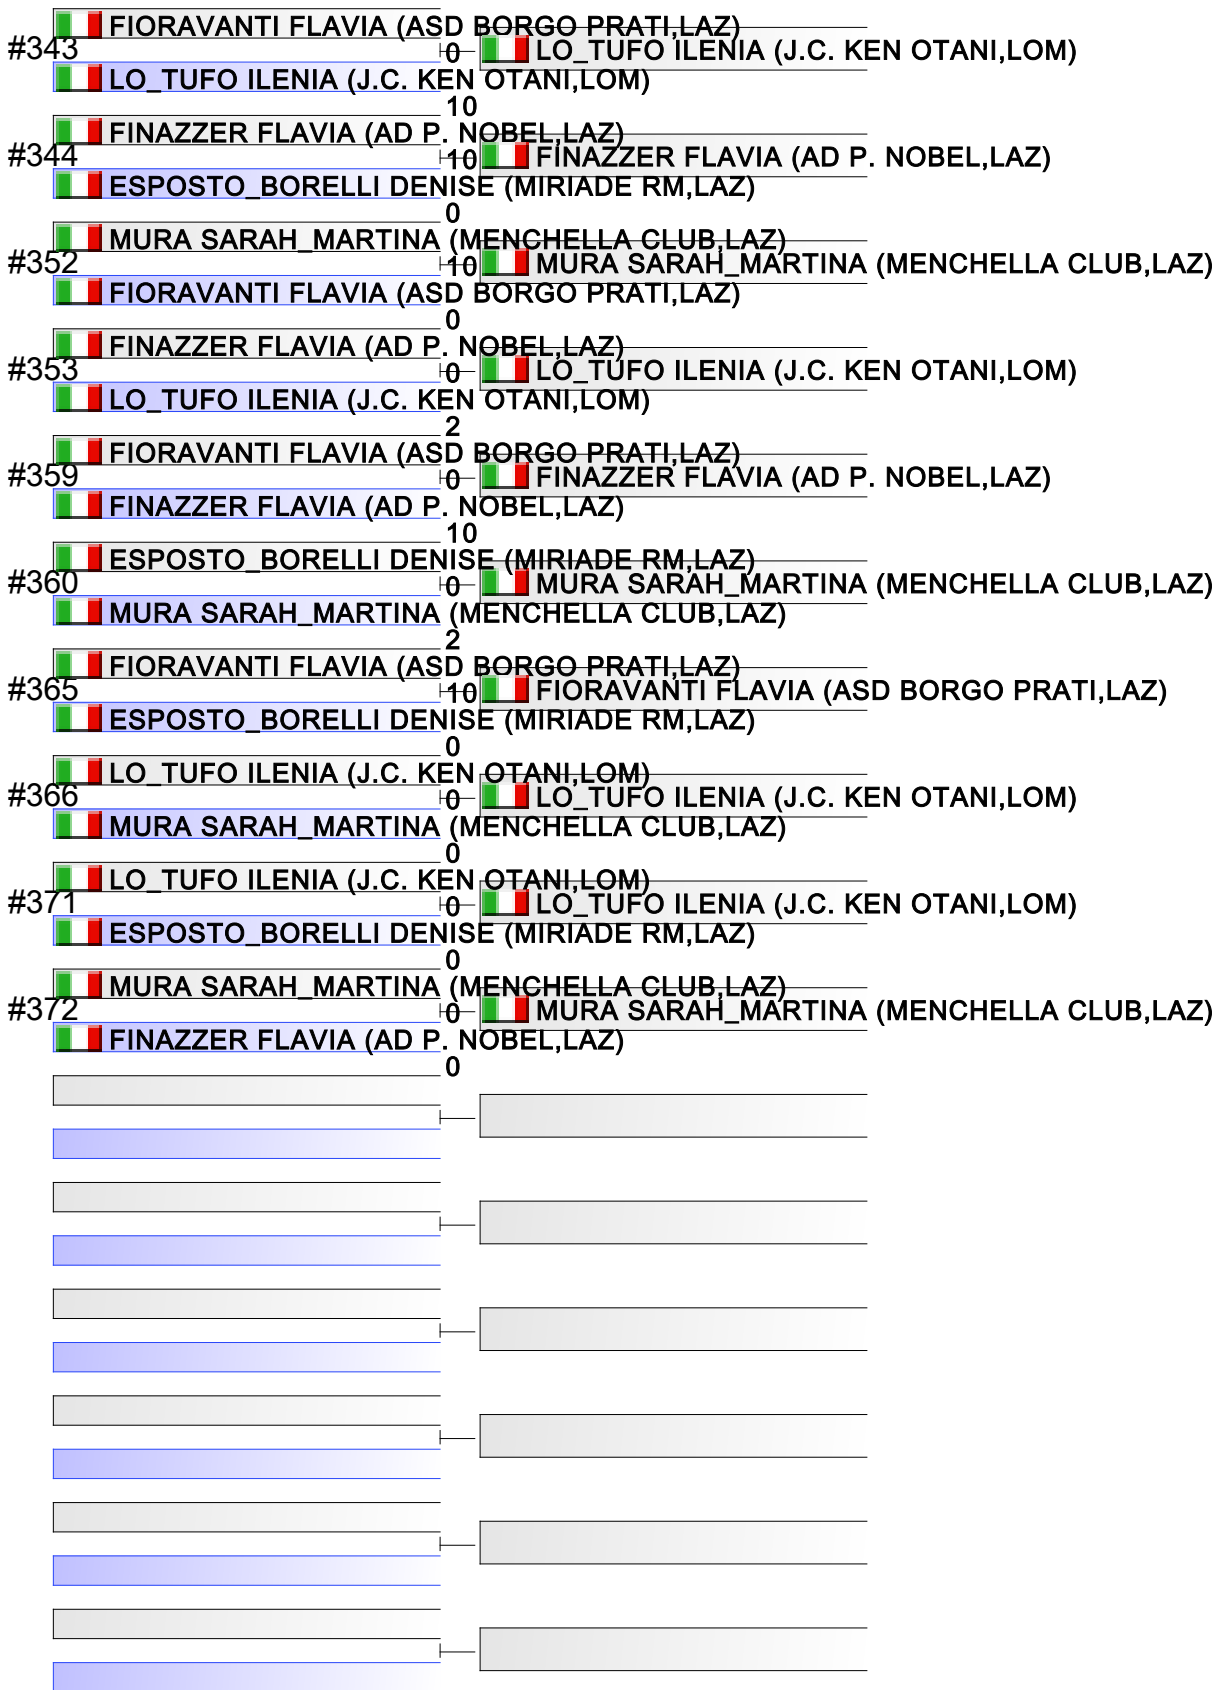 FIORAVANTI FLAVIA (ASD BORGO PRATI,LAZ)
#343 0 LO_TUFO ILENIA (J.C. KEN OTANI,LOM)
LO_TUFO ILENIA (J.C. KEN OTANI,LOM)
10
FINAZZER FLAVIA (AD P. NOBEL,LAZ)
#344 10 FINAZZER FLAVIA (AD P. NOBEL,LAZ)
ESPOSTO_BORELLI DENISE (MIRIADE RM,LAZ)
0
MURA SARAH_MARTINA (MENCHELLA CLUB,LAZ)
#352 10 MURA SARAH_MARTINA (MENCHELLA CLUB,LAZ)
FIORAVANTI FLAVIA (ASD BORGO PRATI,LAZ)
0
FINAZZER FLAVIA (AD P. NOBEL,LAZ)
#353 0 LO_TUFO ILENIA (J.C. KEN OTANI,LOM)
LO_TUFO ILENIA (J.C. KEN OTANI,LOM)
2
FIORAVANTI FLAVIA (ASD BORGO PRATI,LAZ)
#359 0 FINAZZER FLAVIA (AD P. NOBEL,LAZ)
FINAZZER FLAVIA (AD P. NOBEL,LAZ)
10
ESPOSTO_BORELLI DENISE (MIRIADE RM,LAZ)
#360 0 MURA SARAH_MARTINA (MENCHELLA CLUB,LAZ)
MURA SARAH_MARTINA (MENCHELLA CLUB,LAZ)
2
FIORAVANTI FLAVIA (ASD BORGO PRATI,LAZ)
#365 10 FIORAVANTI FLAVIA (ASD BORGO PRATI,LAZ)
ESPOSTO_BORELLI DENISE (MIRIADE RM,LAZ)
0
LO_TUFO ILENIA (J.C. KEN OTANI,LOM)
#366 0 LO_TUFO ILENIA (J.C. KEN OTANI,LOM)
MURA SARAH_MARTINA (MENCHELLA CLUB,LAZ)
0
LO_TUFO ILENIA (J.C. KEN OTANI,LOM)
#371 0 LO_TUFO ILENIA (J.C. KEN OTANI,LOM)
ESPOSTO_BORELLI DENISE (MIRIADE RM,LAZ)
0
MURA SARAH_MARTINA (MENCHELLA CLUB,LAZ)
#372 0 MURA SARAH_MARTINA (MENCHELLA CLUB,LAZ)
FINAZZER FLAVIA (AD P. NOBEL,LAZ)
0